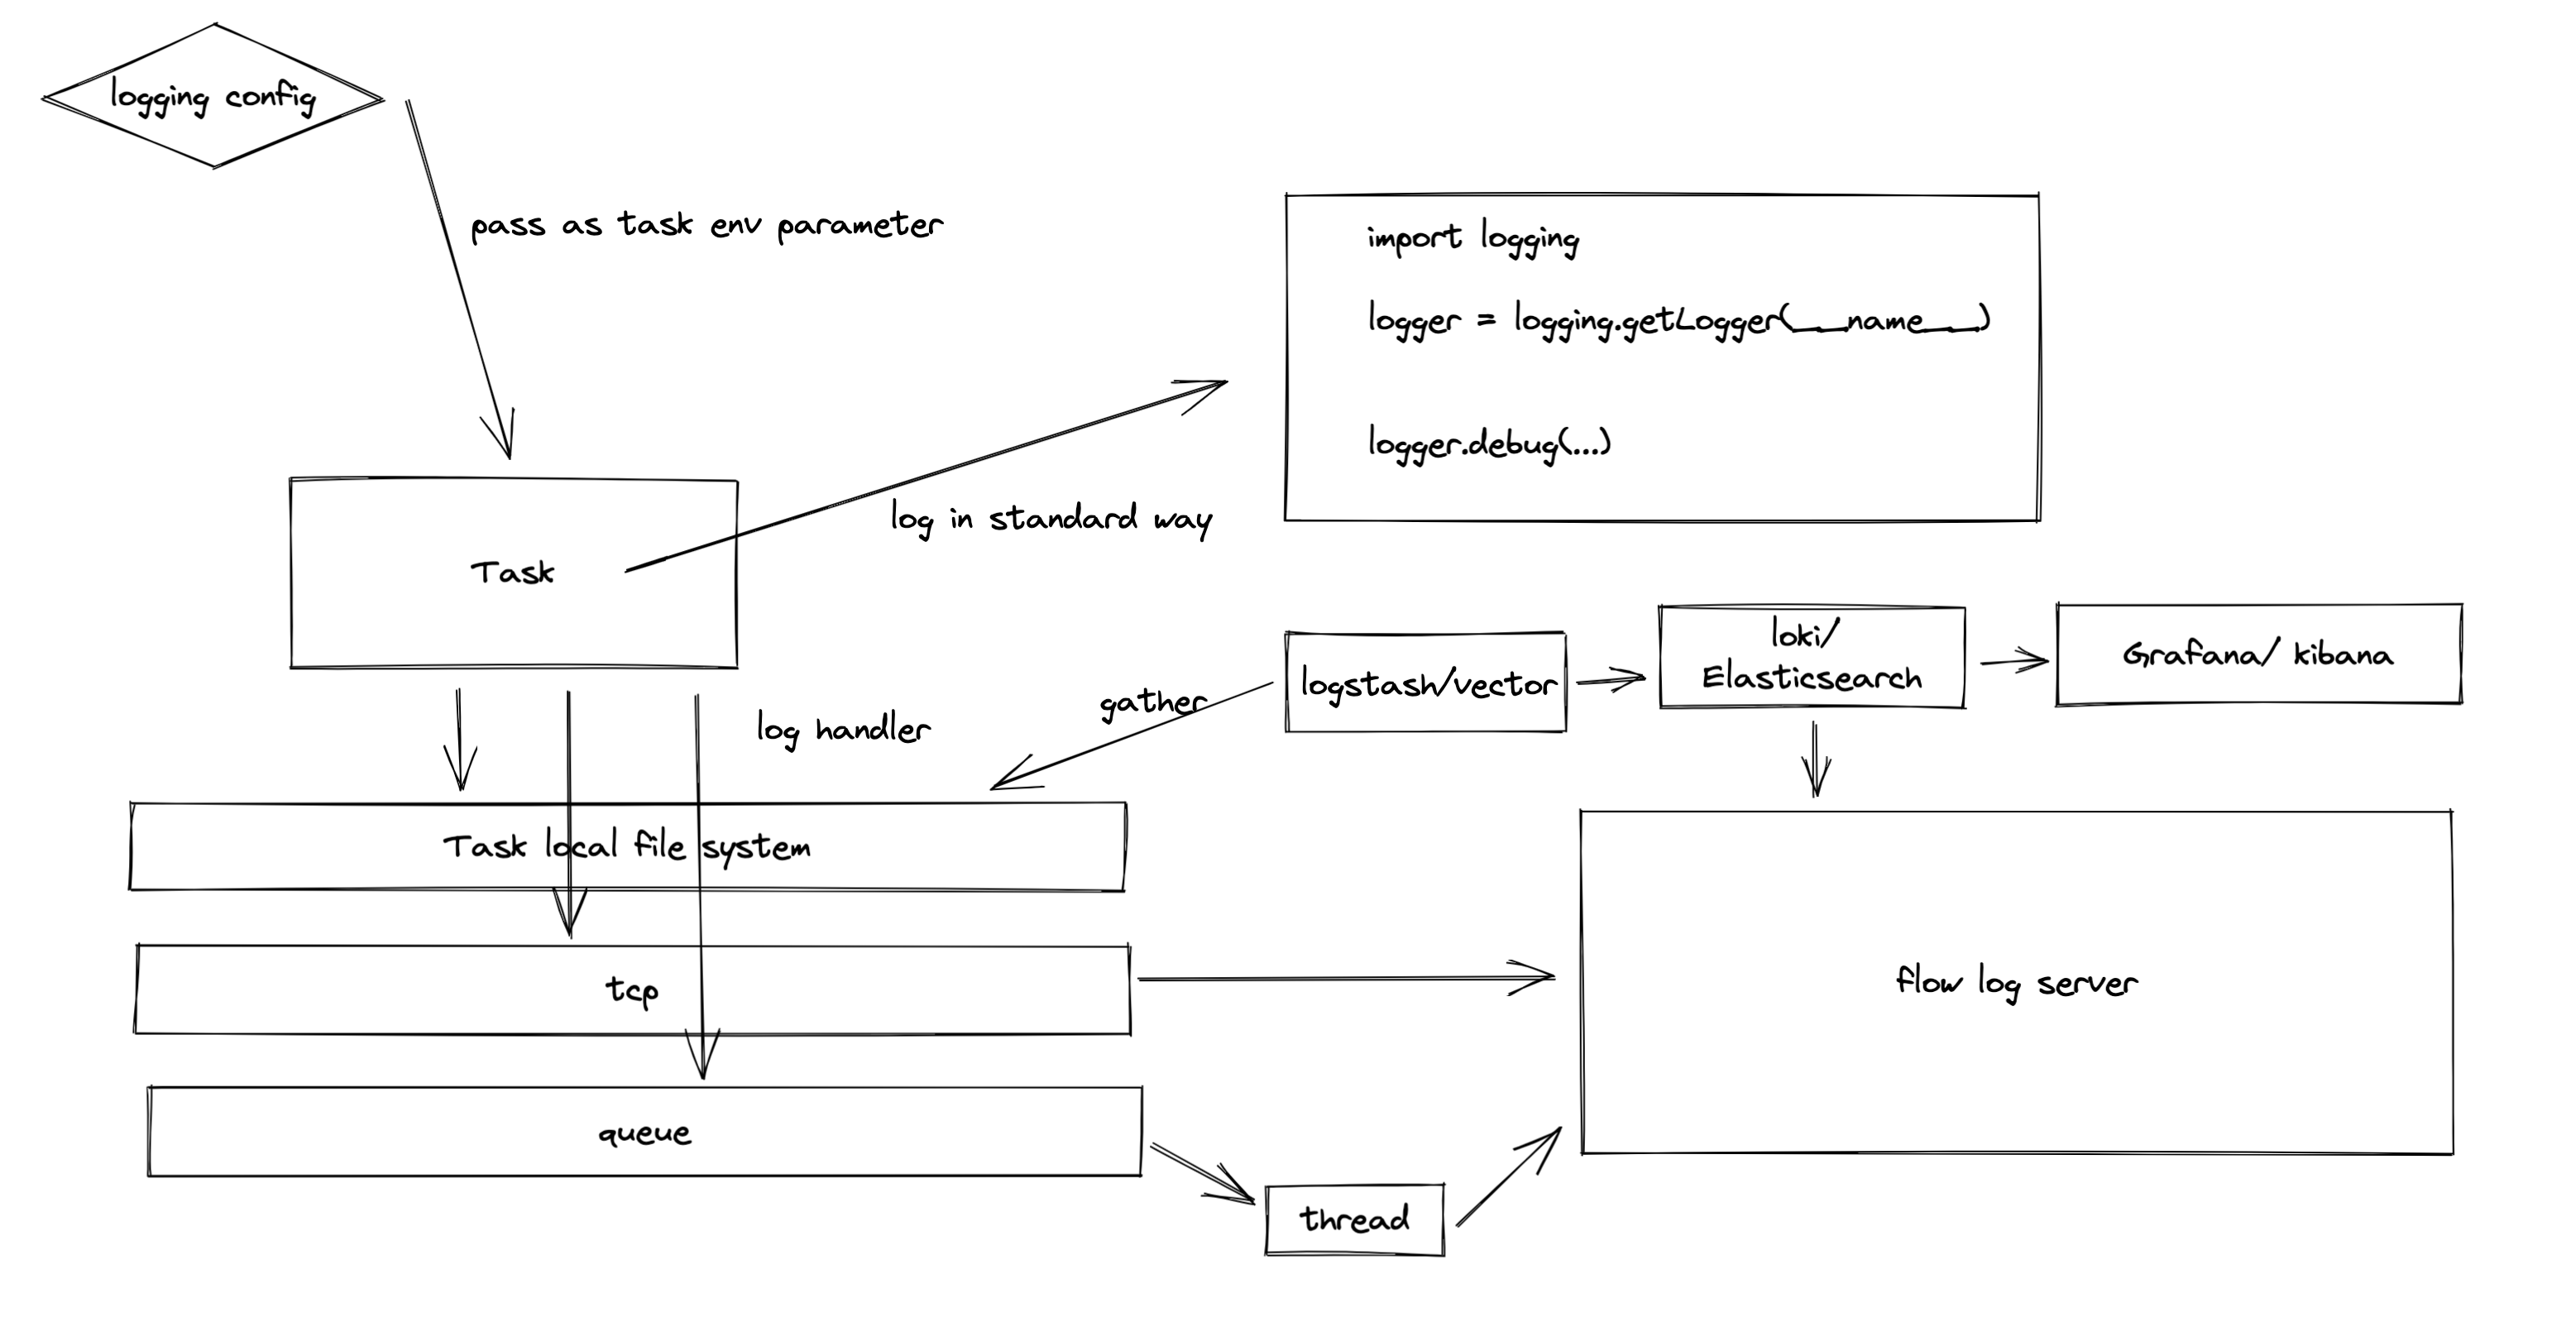 logging config
pass as task env parameter
import logging
logger = logging.getLogger(__name__)
logger.debug(...)
log in standard way
Task
loki/
Elasticsearch
Grafana/ kibana
logstash/vector
gather
log handler
Task local file system
tcp
flow log server
queue
thread